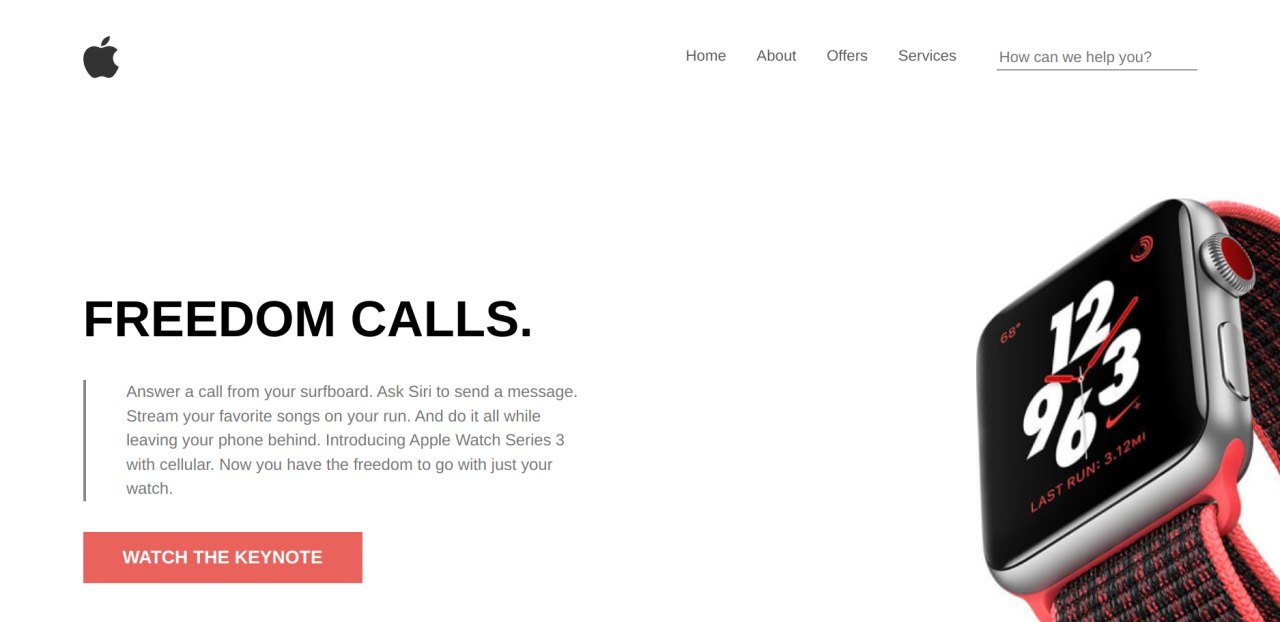 Home About Offers Services How can we help you?
FREEDOM CALLS.
Answer a call from your surfboard. Ask Siri to send a message.
Stream your favorite songs on your run. And do it all while
leaving your phone behind. Introducing Apple Watch Series 3
with cellular. Now you have the freedom to go with just your
watch.
WATCH THE KEYNOTE
68°
12
3
9
6
LAST RUN: 3.12MI